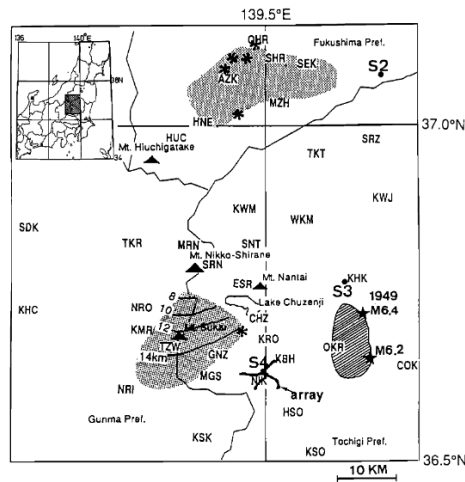 139.5°E
136
140°E
38N
34
Fukushima Pref.
OHR
SHR
SEK
AZK
S2
MZH
HNE
37.0°N
HUC
SRZ
Mt. Hiuchigatake
TKT
KWJ
KWM
WKM
SDK
TKR
MRN
SNT
Mt. Nikko-Shirane
SRN
Mt. Nantai
KHK
ESR
S3
8
Lake Chuzenji
1949
KHC
NRO
10
M6,4
CHZ
KMR
12
Mt. Sukai
KRO
TZW
OKR
14km
GNZ
S4
KBH
M6,2
COK
NRI
MGS
NIK
array
HSO
Gunma Pref.
KSK
Tochigi Pref.
KSO
36.5°N
10 KM